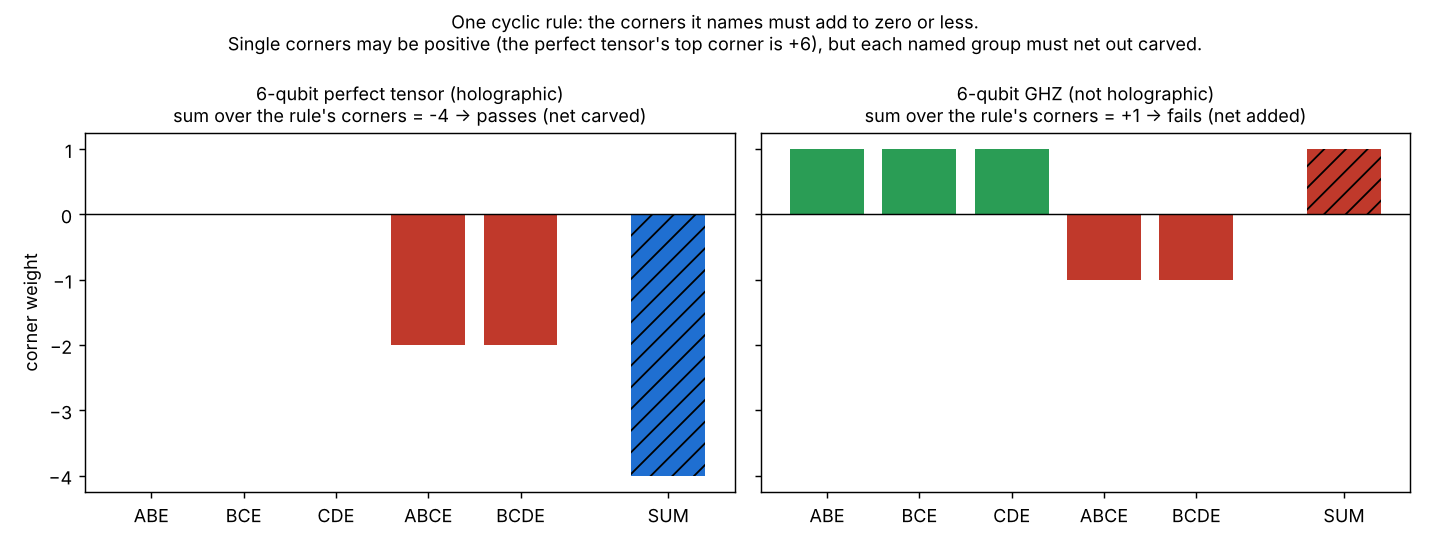 One cyclic rule: the corners it names must add to zero or less.
Single corners may be positive (the perfect tensor's top corner is +6), but each named group must net out carved.
6-qubit perfect tensor (holographic)
sum over the rule's corners = -4 → passes (net carved)
6-qubit GHZ (not holographic)
sum over the rule's corners = +1 → fails (net added)
corner weight
1
0
−1
−2
−3
−4
ABE BCE CDE ABCE BCDE SUM
ABE BCE CDE ABCE BCDE SUM